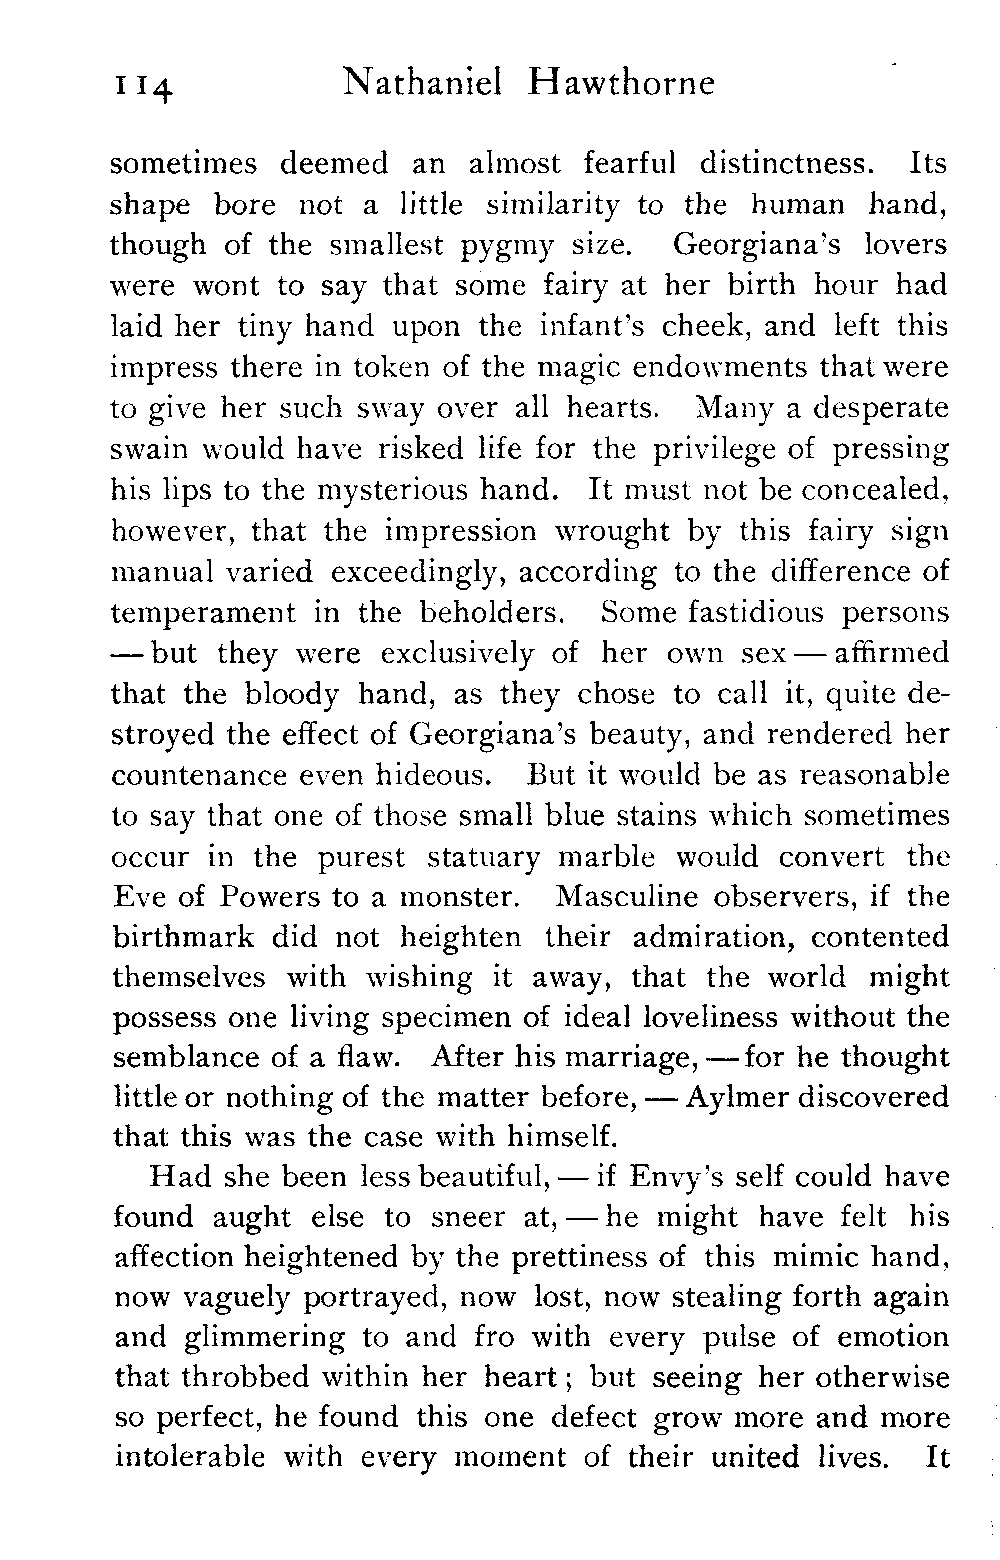 114 Nathaniel Hawthorne
sometimes deemed an almost fearful distinctness. Its
shape bore not a little similarity to the human hand,
though of the smallest pygmy size. Georgiana's lovers
were wont to say that some fairy at her birth hour had
laid her tiny hand upon the infant's cheek, and left this
impress there in token of the magic endowments that were
to give her such sway over all hearts. Many a desperate
swain would have risked life for the privilege of pressing
his lips to the mysterious hand. It must not be concealed,
however, that the impression wrought by this fairy sign
manual varied exceedingly, according to the difference of
temperament in the beholders. Some fastidious persons
— but they were exclusively of her own sex — affirmed
that the bloody hand, as they chose to call it, quite de-
stroyed the effect of Georgiana's beauty, and rendered her
countenance even hideous. But it would be as reasonable
to say that one of those small blue stains which sometimes
occur in the purest statuary marble would convert the
Eve of Powers to a monster. Masculine observers, if the
birthmark did not heighten their admiration, contented
themselves with wishing it away, that the world might
possess one living specimen of ideal loveliness without the
semblance of a flaw. After his marriage, — for he thought
little or nothing of the matter before, — Aylmer discovered
that this was the case with himself.
Had she been less beautiful, — if Envy's self could have
found aught else to sneer at, — he might have felt his
affection heightened by the prettiness of this mimic hand,
now vaguely portrayed, now lost, now stealing forth again
and glimmering to and fro with every pulse of emotion
that throbbed within her heart; but seeing her otherwise
so perfect, he found this one defect grow more and more
intolerable with every moment of their united lives. It